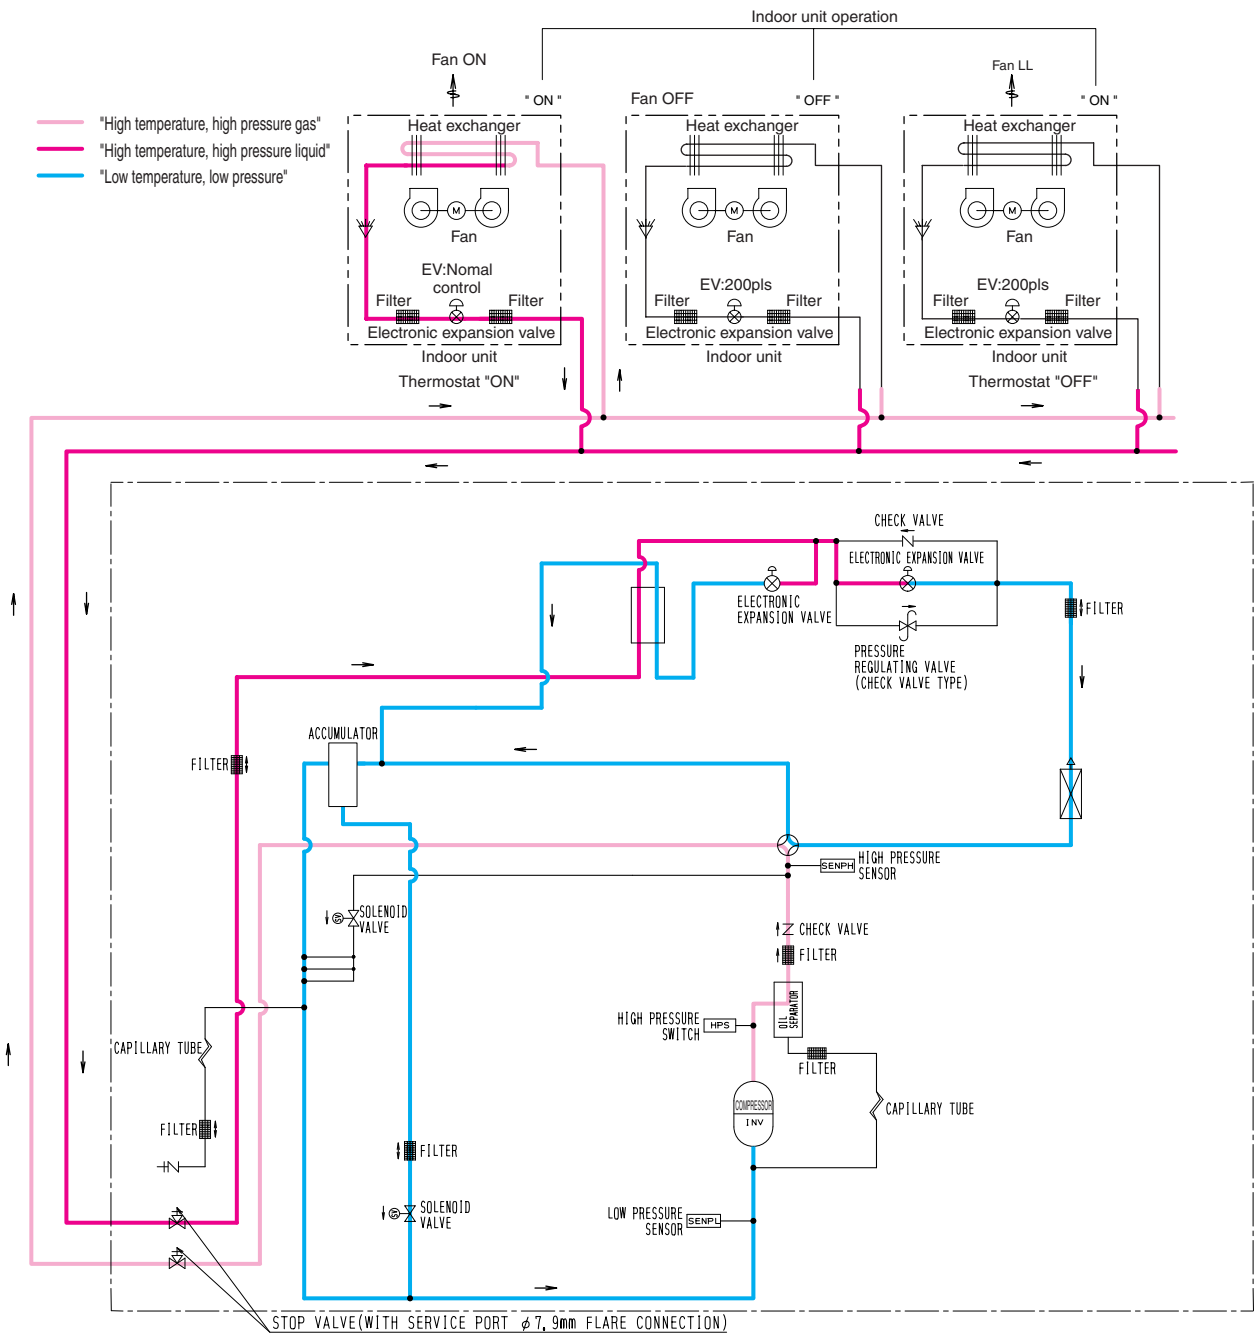 Indoor unit operation
Fan ON
Fan LL
" ON "
Fan OFF
" OFF "
" ON "
"High temperature, high pressure gas"
"High temperature, high pressure liquid"
"Low temperature, low pressure"
Heat exchanger
Heat exchanger
Heat exchanger
M
M
M
Fan
Fan
Fan
EV:Nomal
control
EV:200pls
EV:200pls
Filter
Filter
Filter
Filter
Filter
Filter
Electronic expansion valve
Electronic expansion valve
Electronic expansion valve
Indoor unit
Indoor unit
Indoor unit
Thermostat "ON"
Thermostat "OFF"
CHECK VALVE
ELECTRONIC EXPANSION VALVE
ELECTRONIC
EXPANSION VALVE
FILTER
PRESSURE
REGULATING VALVE
(CHECK VALVE TYPE)
ACCUMULATOR
FILTER
SENPH
HIGH PRESSURE
SENSOR
SV
SOLENOID
VALVE
CHECK VALVE
FILTER
OIL
SEPARATOR
HIGH PRESSURE
SWITCH
HPS
CAPILLARY TUBE
FILTER
COMPRESSOR
INV
CAPILLARY TUBE
FILTER
FILTER
SV
SOLENOID
VALVE
LOW PRESSURE
SENSOR
SENPL
STOP VALVE(WITH SERVICE PORT φ7.9mm FLARE CONNECTION)